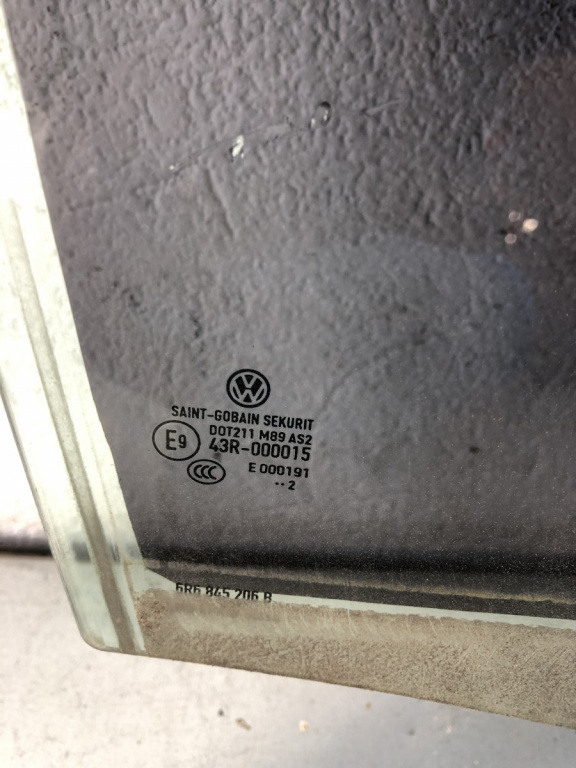 SAINT-GOBAIN SEKURIT
DOT211 M89 AS2
E9 43R-000015
CCC E 000191
·· 2
6R6 845 206 B